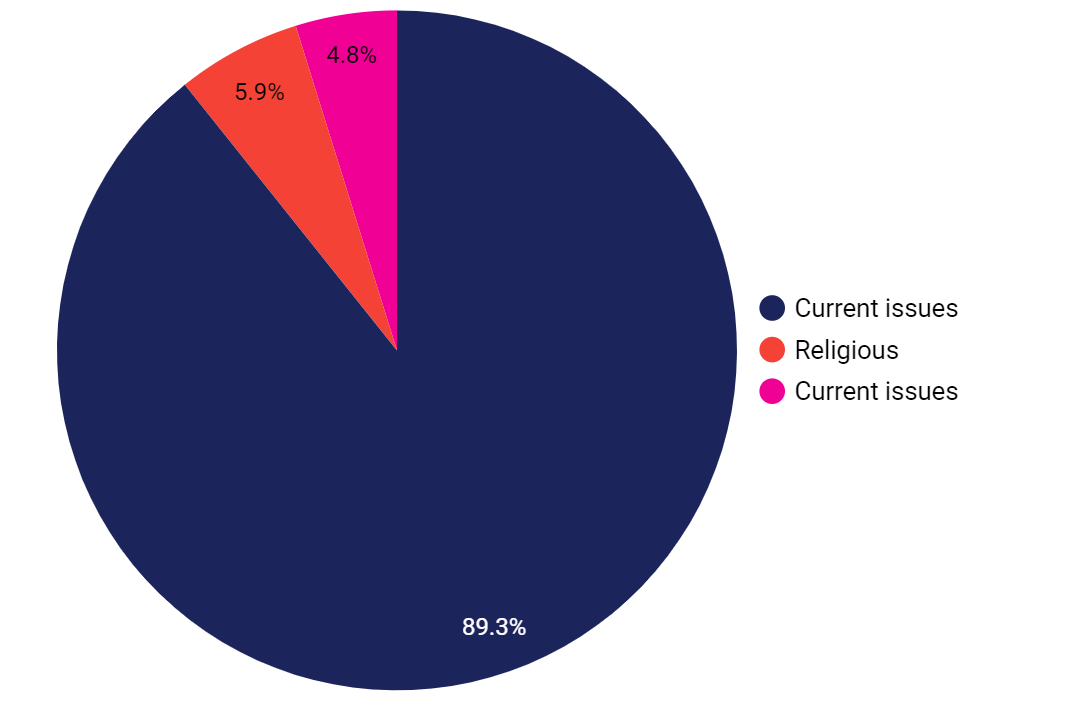 4.8%
5.9%
Current issues
Religious
Current issues
89.3%